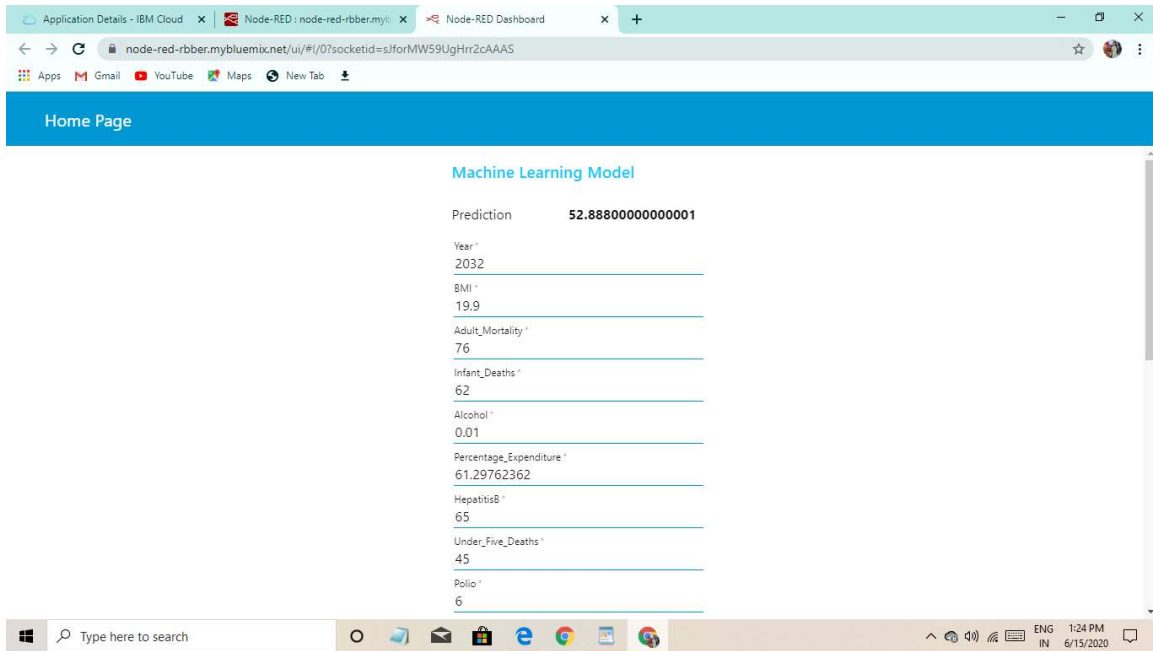 Application Details - IBM Cloud
Node-RED : node-red-rbber.myb
Node-RED Dashboard
node-red-rbber.mybluemix.net/ui/#!/0?socketid=sJforMW59UgHrr2cAAAS
Apps Gmail YouTube Maps New Tab
Home Page
Machine Learning Model
Prediction 52.88800000000001
Year *
2032
BMI *
19.9
Adult_Mortality *
76
Infant_Deaths *
62
Alcohol *
0.01
Percentage_Expenditure *
61.29762362
HepatitisB *
65
Under_Five_Deaths *
45
Polio *
6
Type here to search
ENG 1:24 PM
IN 6/15/2020